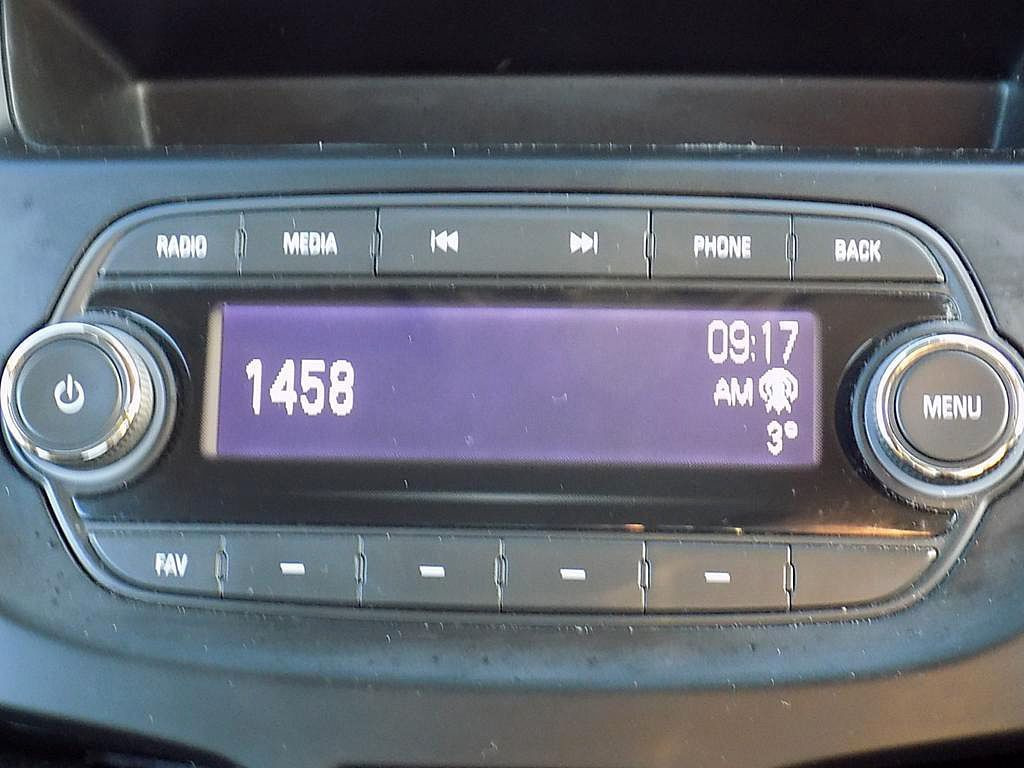 RADIO
MEDIA
PHONE
BACK
1458
09:17
AM
3°
MENU
FAV